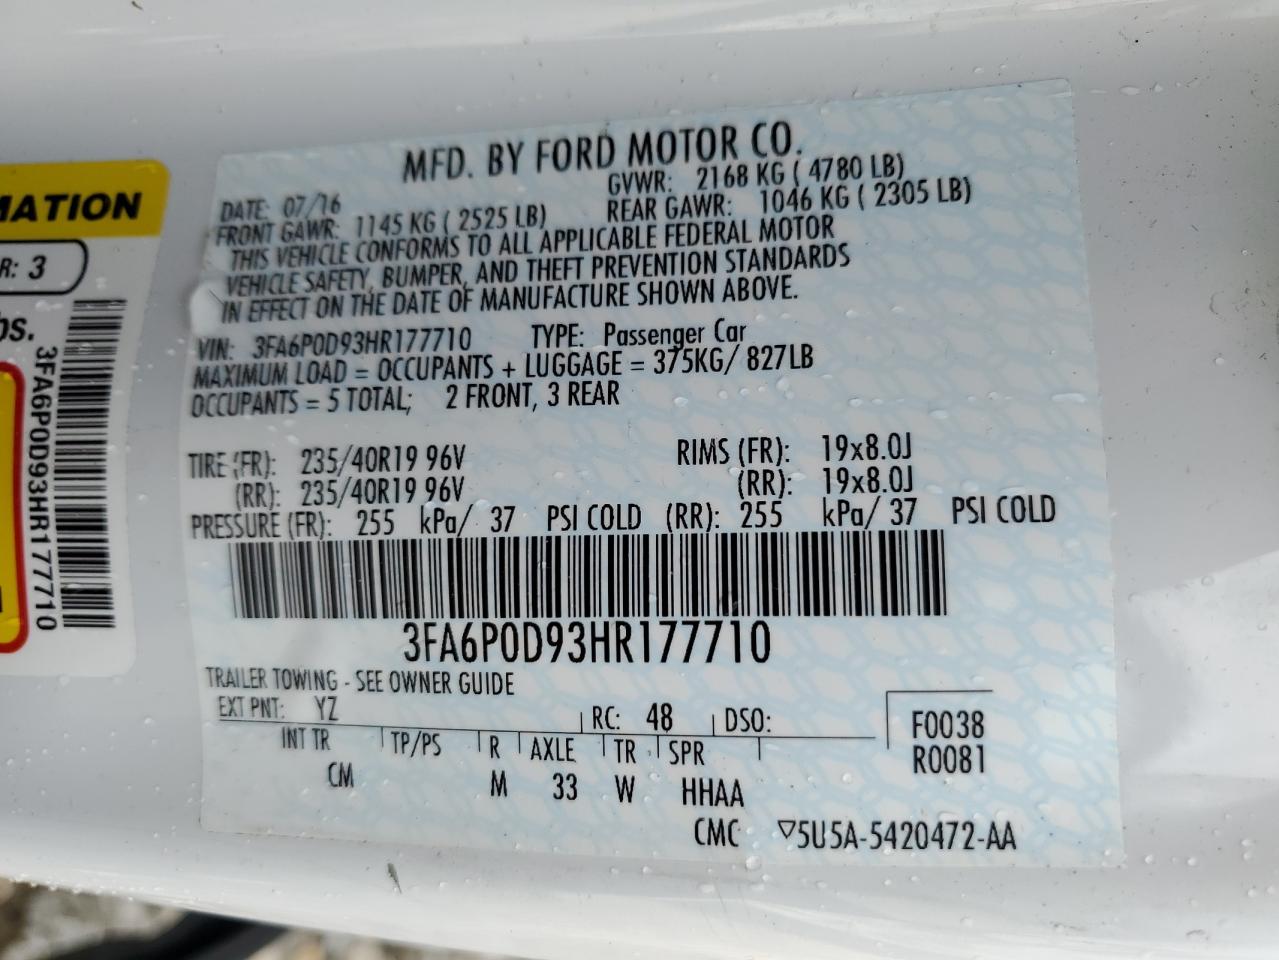 MATION
R: 3
bs.
3FA6P0D93HR177710
MFD. BY FORD MOTOR CO.
DATE: 07/16 GVWR: 2168 KG ( 4780 LB)
FRONT GAWR: 1145 KG ( 2525 LB) REAR GAWR: 1046 KG ( 2305 LB)
THIS VEHICLE CONFORMS TO ALL APPLICABLE FEDERAL MOTOR
VEHICLE SAFETY, BUMPER, AND THEFT PREVENTION STANDARDS
IN EFFECT ON THE DATE OF MANUFACTURE SHOWN ABOVE.
VIN: 3FA6P0D93HR177710 TYPE: Passenger Car
MAXIMUM LOAD = OCCUPANTS + LUGGAGE = 375KG/ 827LB
OCCUPANTS = 5 TOTAL; 2 FRONT, 3 REAR
TIRE (FR): 235/40R19 96V RIMS (FR): 19x8.0J
(RR): 235/40R19 96V (RR): 19x8.0J
PRESSURE (FR): 255 kPa/ 37 PSI COLD (RR): 255 kPa/ 37 PSI COLD
3FA6P0D93HR177710
TRAILER TOWING - SEE OWNER GUIDE
EXT PNT: YZ RC: 48 DSO: F0038
INT TR TP/PS R AXLE TR SPR R0081
CM M 33 W HHAA
CMC ▽5U5A-5420472-AA